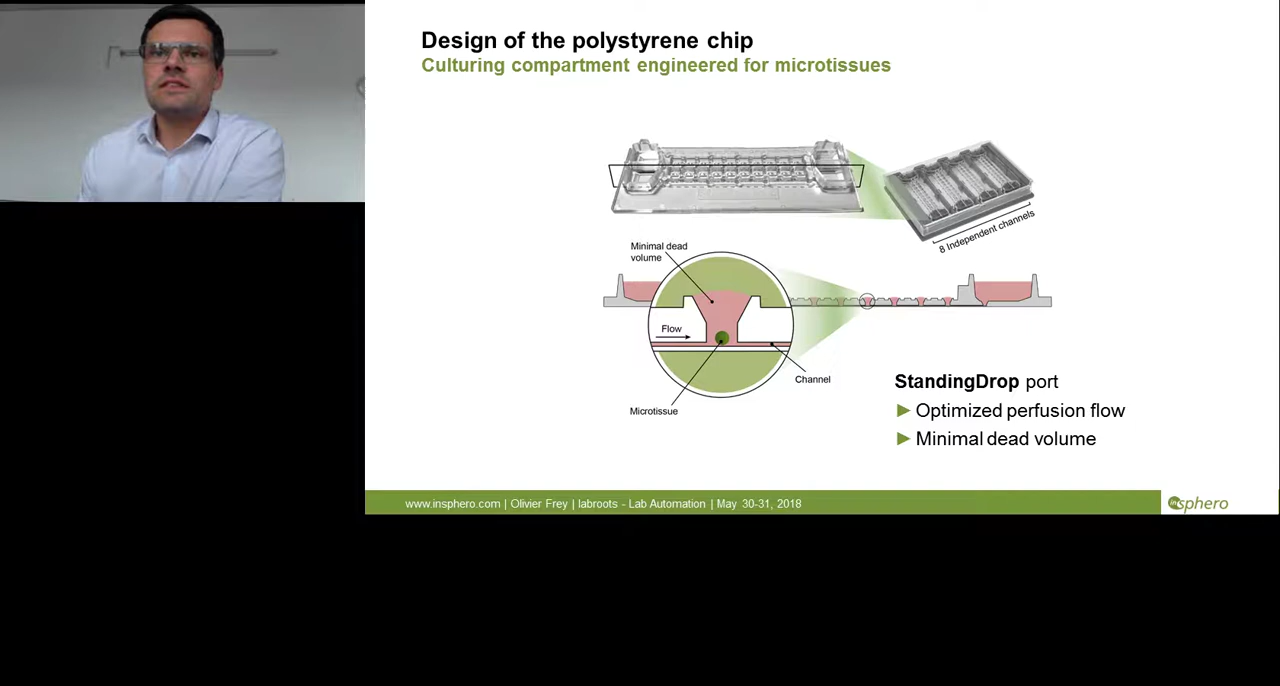 Design of the polystyrene chip
Culturing compartment engineered for microtissues
8 Independent channels
Minimal dead
volume
Flow
Channel
Microtissue
StandingDrop port
► Optimized perfusion flow
► Minimal dead volume
www.insphero.com | Olivier Frey | labroots - Lab Automation | May 30-31, 2018
insphero